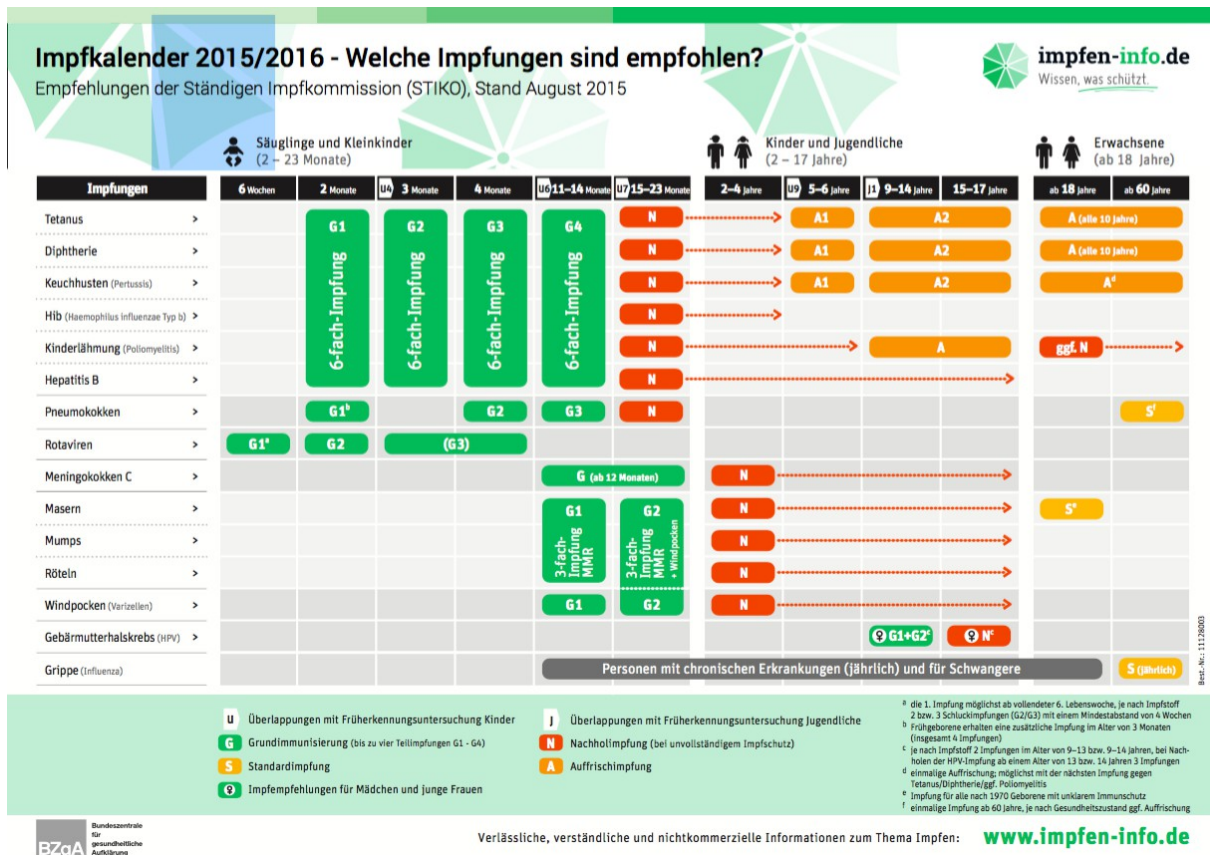 Impfkalender 2015/2016 - Welche Impfungen sind empfohlen?
Empfehlungen der Ständigen Impfkommission (STIKO), Stand August 2015
impfen-info.de
Wissen, was schützt.
Säuglinge und Kleinkinder
(2 – 23 Monate)
Kinder und Jugendliche
(2 – 17 Jahre)
Erwachsene
(ab 18 Jahre)
Impfungen 6 Wochen 2 Monate U4 3 Monate 4 Monate U6 11–14 Monate U7 15–23 Monate 2–4 Jahre U9 5–6 Jahre J1 9–14 Jahre 15–17 Jahre ab 18 Jahre ab 60 Jahre
Tetanus > G1 G2 G3 G4 N A1 A2 A (alle 10 Jahre)
6-fach-Impfung 6-fach-Impfung 6-fach-Impfung 6-fach-Impfung
Diphtherie > N A1 A2 A (alle 10 Jahre)
Keuchhusten (Pertussis) > N A1 A2 Aᵈ
Hib (Haemophilus influenzae Typ b) > N
Kinderlähmung (Poliomyelitis) > N A ggf. N
Hepatitis B > N
Pneumokokken > G1ᵇ G2 G3 N Sᶠ
Rotaviren > G1ᵃ G2 (G3)
Meningokokken C > G (ab 12 Monaten) N
Masern > G1 G2 N Sᵉ
3-fach-Impfung MMR 3-fach-Impfung MMR + Windpocken
Mumps > N
Röteln > N
Windpocken (Varizellen) > G1 G2 N
Gebärmutterhalskrebs (HPV) > G1+G2ᶜ Nᶜ
Grippe (Influenza) Personen mit chronischen Erkrankungen (jährlich) und für Schwangere S (jährlich)
Best.-Nr.: 11128003
U Überlappungen mit Früherkennungsuntersuchung Kinder
G Grundimmunisierung (bis zu vier Teilimpfungen G1 - G4)
S Standardimpfung
Impfempfehlungen für Mädchen und junge Frauen
J Überlappungen mit Früherkennungsuntersuchung Jugendliche
N Nachholimpfung (bei unvollständigem Impfschutz)
A Auffrischimpfung
ᵃ die 1. Impfung möglichst ab vollendeter 6. Lebenswoche, je nach Impfstoff
2 bzw. 3 Schluckimpfungen (G2/G3) mit einem Mindestabstand von 4 Wochen
ᵇ Frühgeborene erhalten eine zusätzliche Impfung im Alter von 3 Monaten
(insgesamt 4 Impfungen)
ᶜ je nach Impfstoff 2 Impfungen im Alter von 9–13 bzw. 9–14 Jahren, bei Nach-
holen der HPV-Impfung ab einem Alter von 13 bzw. 14 Jahren 3 Impfungen
ᵈ einmalige Auffrischung; möglichst mit der nächsten Impfung gegen
Tetanus/Diphtherie/ggf. Poliomyelitis
ᵉ Impfung für alle nach 1970 Geborene mit unklarem Immunschutz
ᶠ einmalige Impfung ab 60 Jahre, je nach Gesundheitszustand ggf. Auffrischung
BZgA
Bundeszentrale
für
gesundheitliche
Aufklärung
Verlässliche, verständliche und nichtkommerzielle Informationen zum Thema Impfen: www.impfen-info.de